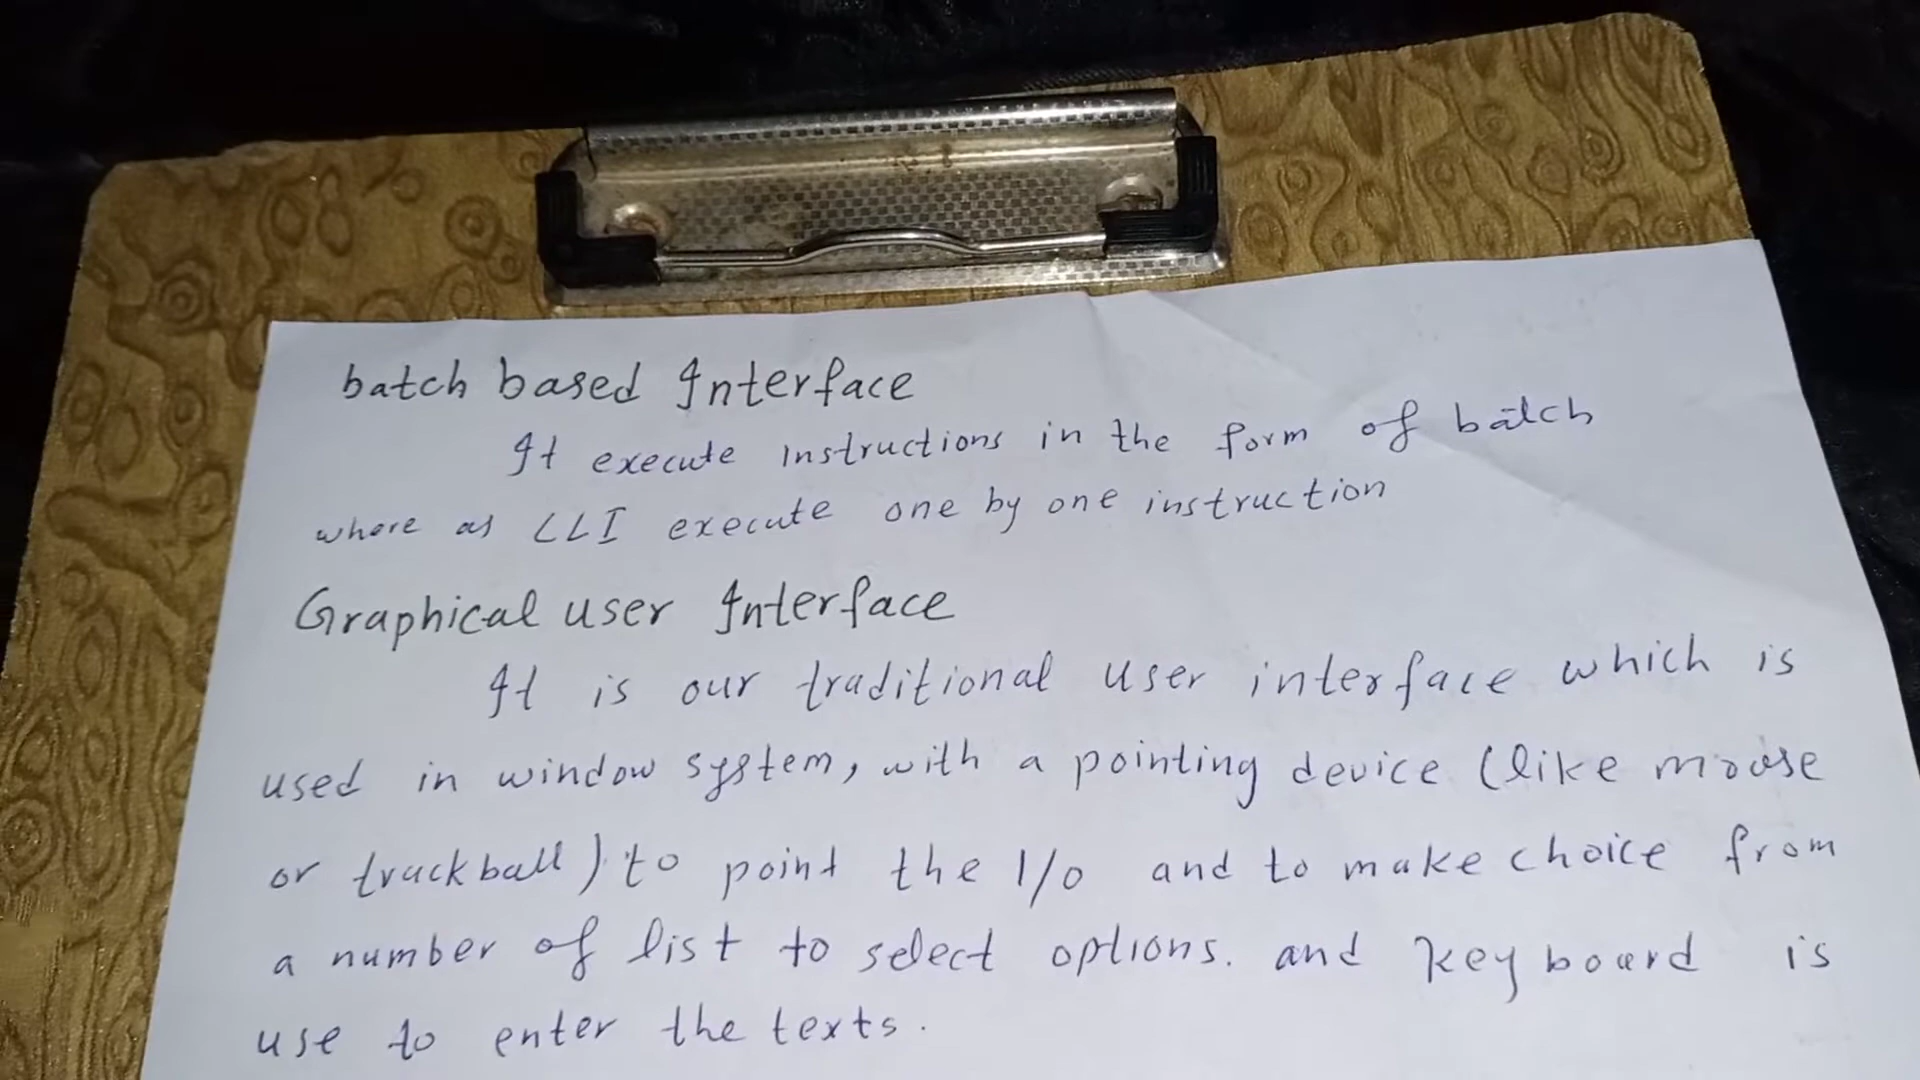 batch based Interface
It execute instructions in the form of batch
where as CLI execute one by one instruction
Graphical user Interface
It is our traditional user interface which is
used in window system, with a pointing device (like mouse
or trackball) to point the I/O and to make choice from
a number of list to select options. and keyboard is
use to enter the texts.